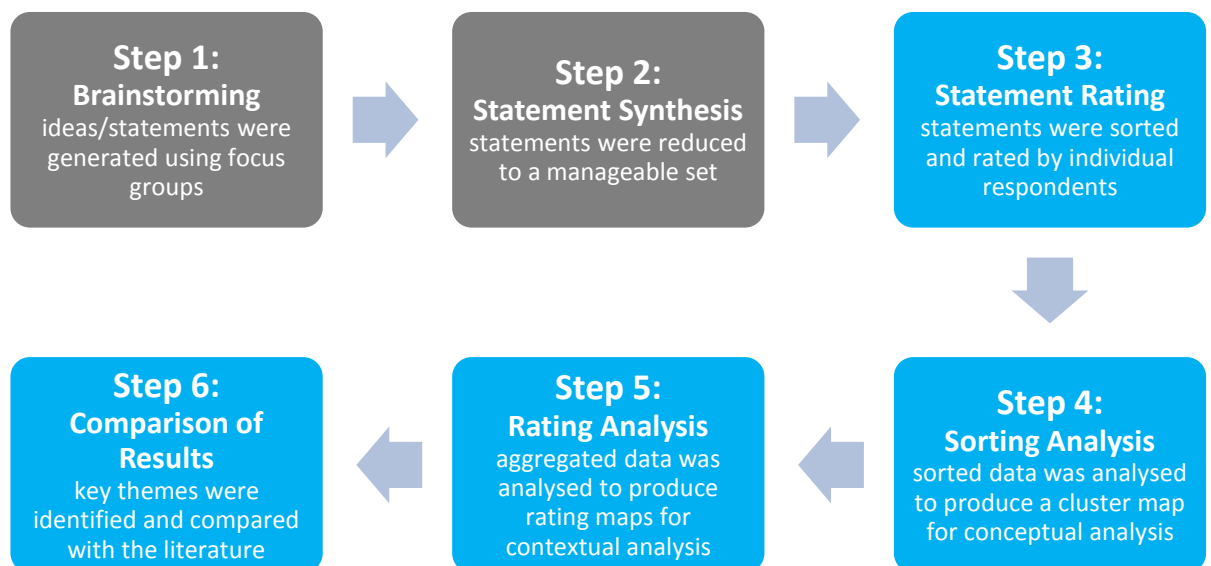 Step 1:
Brainstorming
ideas/statements were
generated using focus
groups
Step 2:
Statement Synthesis
statements were reduced
to a manageable set
Step 3:
Statement Rating
statements were sorted
and rated by individual
respondents
Step 4:
Sorting Analysis
sorted data was analysed
to produce a cluster map
for conceptual analysis
Step 5:
Rating Analysis
aggregated data was
analysed to produce
rating maps for
contextual analysis
Step 6:
Comparison of
Results
key themes were
identified and compared
with the literature